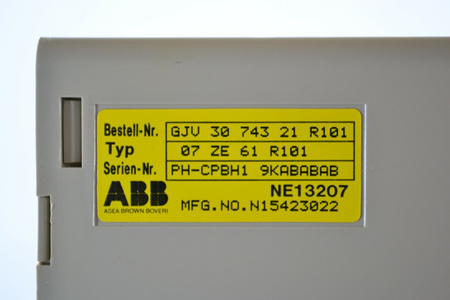 Bestell-Nr. GJV 30 743 21 R101
Typ 07 ZE 61 R101
Serien-Nr. PH-CPBH1 9KABABAB
ABB NE13207
ASEA BROWN BOVERI MFG.NO.N15423022